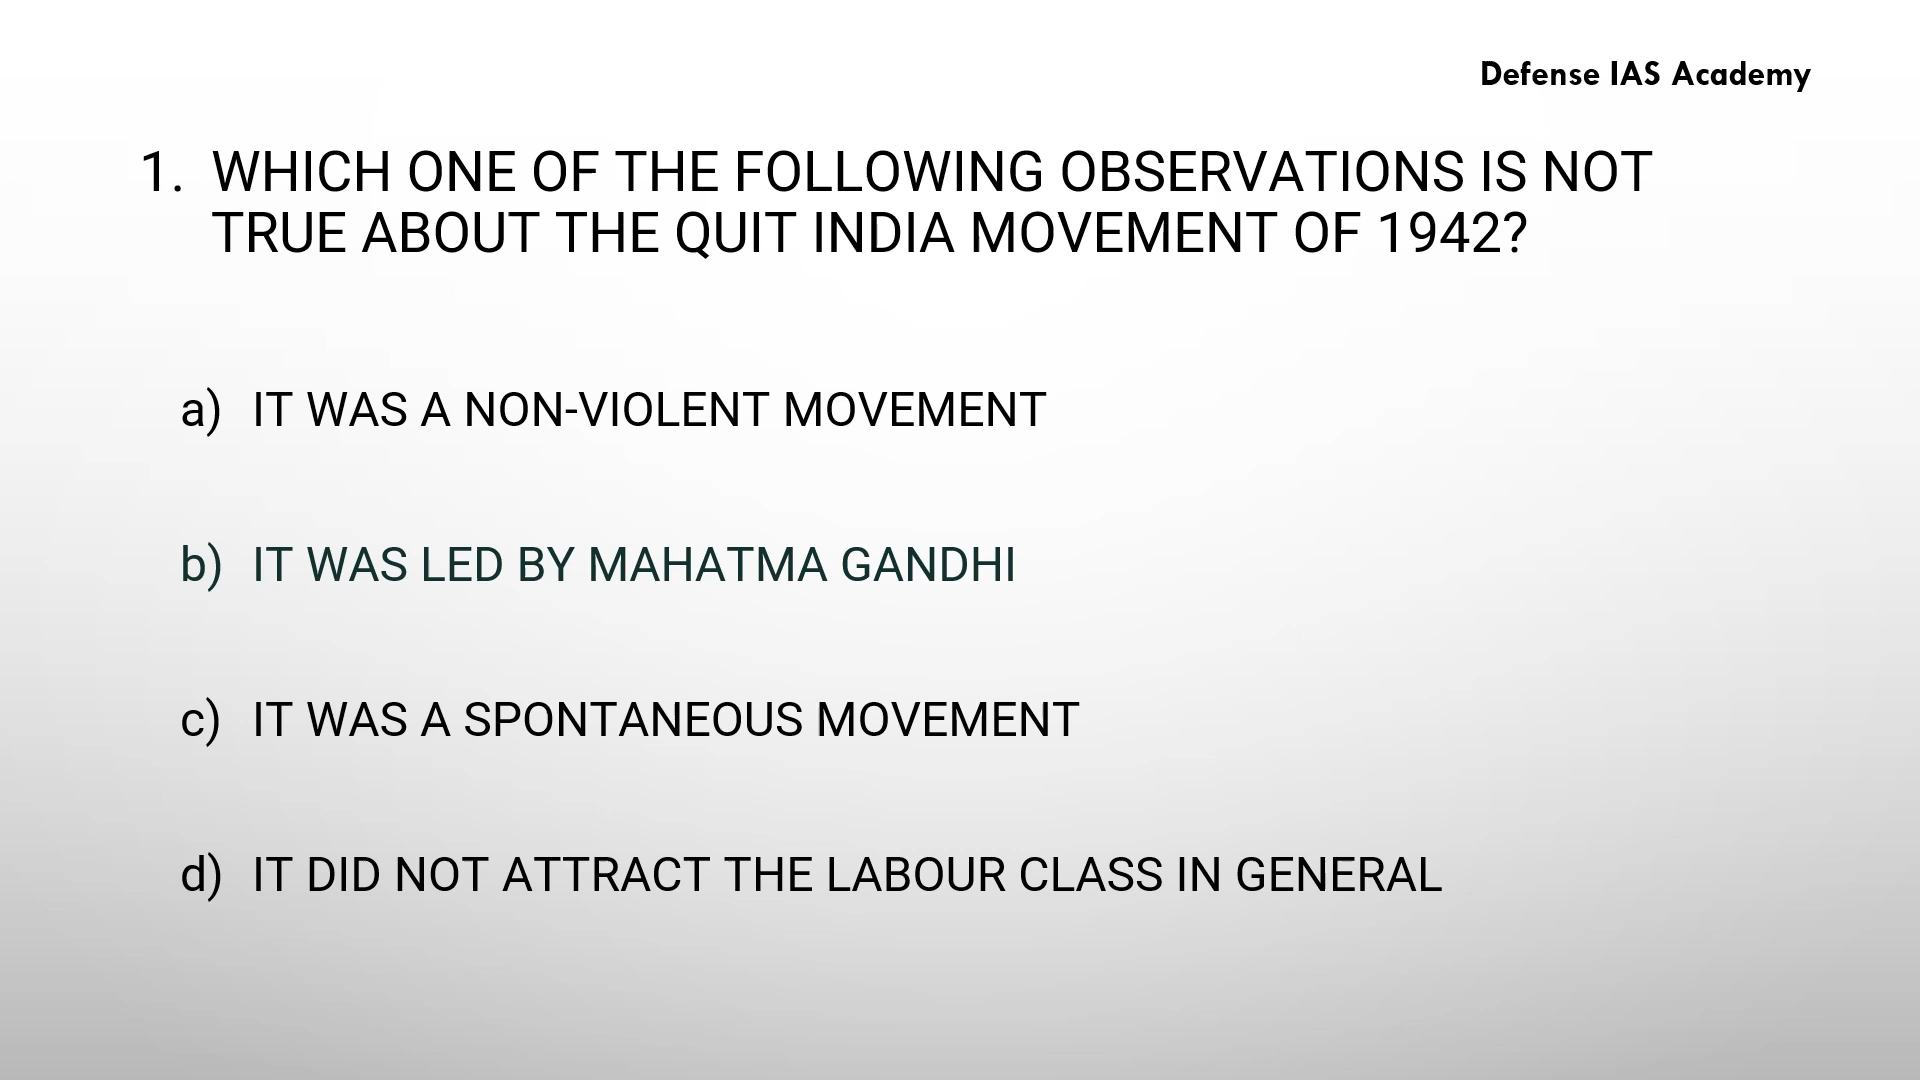 Defense IAS Academy
1. WHICH ONE OF THE FOLLOWING OBSERVATIONS IS NOT
TRUE ABOUT THE QUIT INDIA MOVEMENT OF 1942?
a) IT WAS A NON-VIOLENT MOVEMENT
b) IT WAS LED BY MAHATMA GANDHI
c) IT WAS A SPONTANEOUS MOVEMENT
d) IT DID NOT ATTRACT THE LABOUR CLASS IN GENERAL